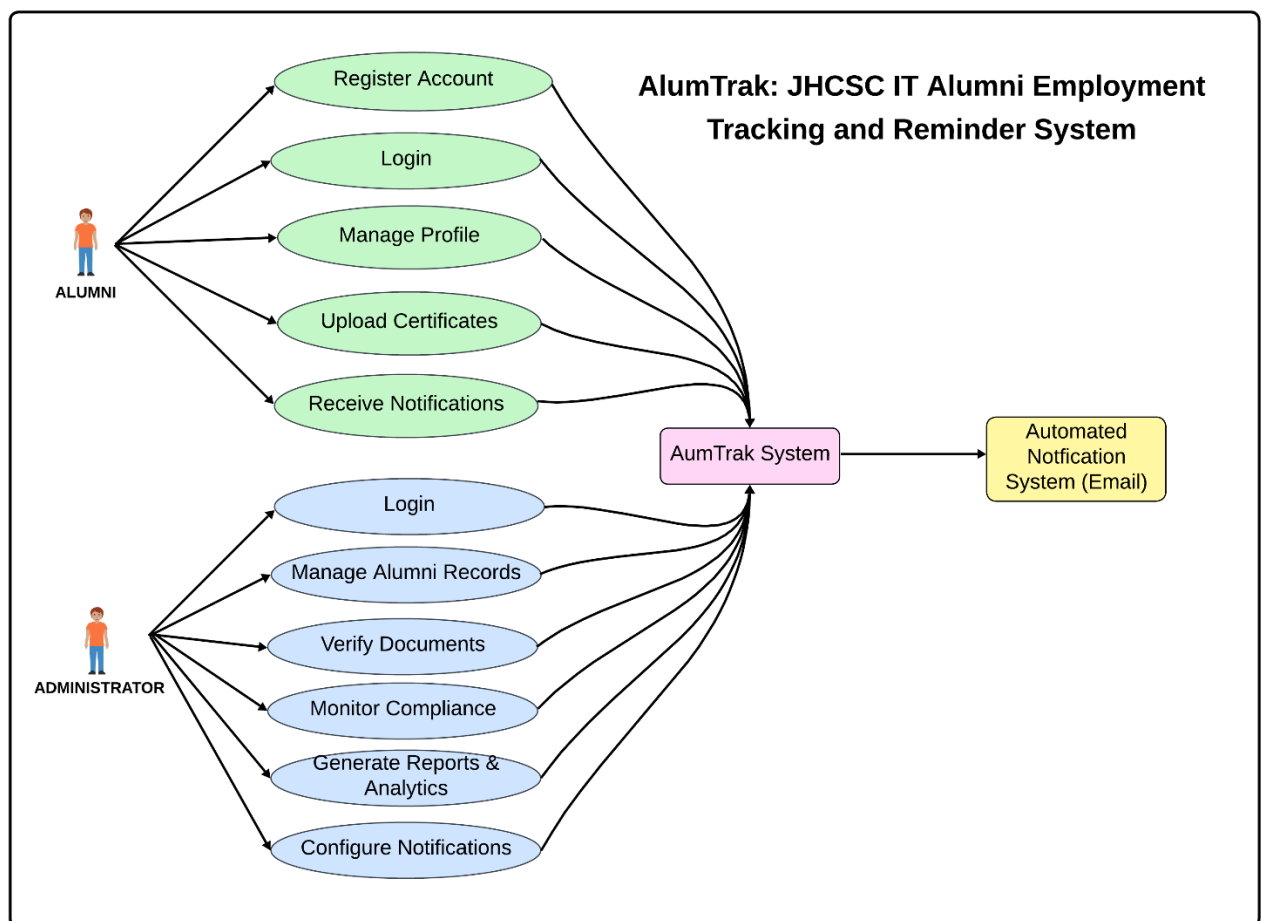 AlumTrak: JHCSC IT Alumni Employment
Tracking and Reminder System
Register Account
Login
Manage Profile
Upload Certificates
Receive Notifications
ALUMNI
AumTrak System
Automated
Notfication
System (Email)
Login
Manage Alumni Records
Verify Documents
Monitor Compliance
Generate Reports &
Analytics
Configure Notifications
ADMINISTRATOR